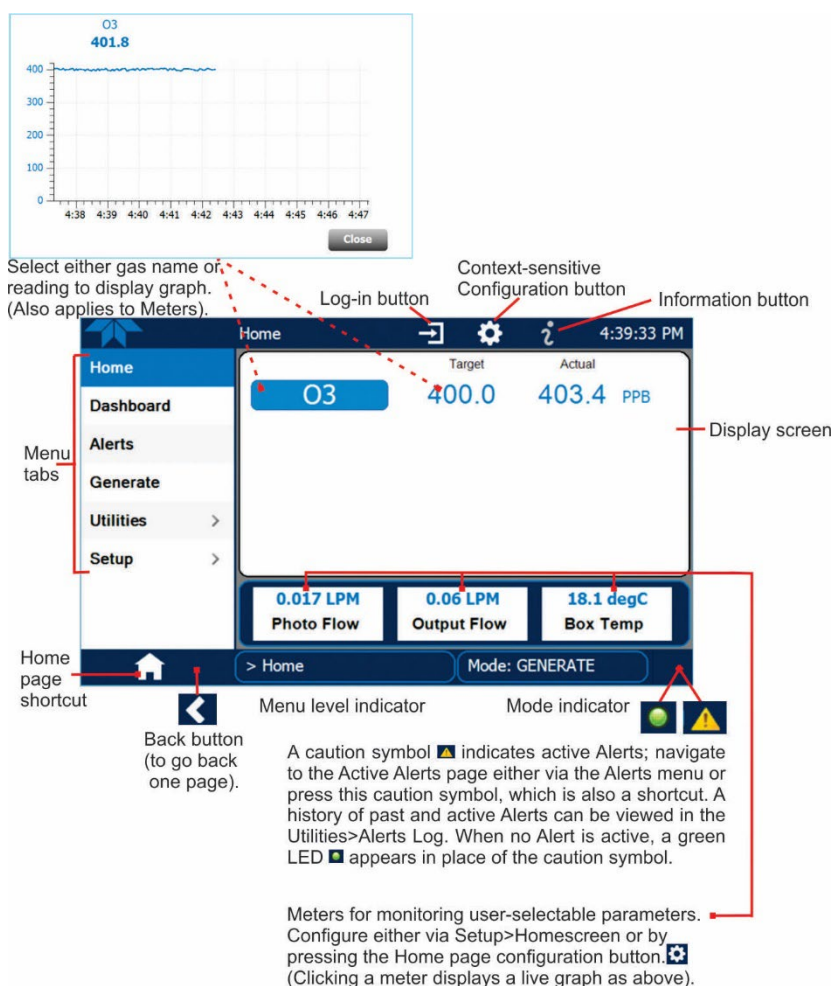 O3
401.8
400
300
200
100
0
4:38 4:39 4:40 4:41 4:42 4:43 4:44 4:45 4:46 4:47
Close
Select either gas name or
reading to display graph.
(Also applies to Meters).
Log-in button
Context-sensitive
Configuration button
Information button
Home
4:39:33 PM
Menu
tabs
Home
Dashboard
Alerts
Generate
Utilities >
Setup >
Target Actual
O3 400.0 403.4 PPB
Display screen
0.017 LPM
Photo Flow
0.06 LPM
Output Flow
18.1 degC
Box Temp
Home
page
shortcut
> Home
Mode: GENERATE
Back button
(to go back
one page).
Menu level indicator
Mode indicator
A caution symbol indicates active Alerts; navigate
to the Active Alerts page either via the Alerts menu or
press this caution symbol, which is also a shortcut. A
history of past and active Alerts can be viewed in the
Utilities>Alerts Log. When no Alert is active, a green
LED appears in place of the caution symbol.
Meters for monitoring user-selectable parameters.
Configure either via Setup>Homescreen or by
pressing the Home page configuration button.
(Clicking a meter displays a live graph as above).